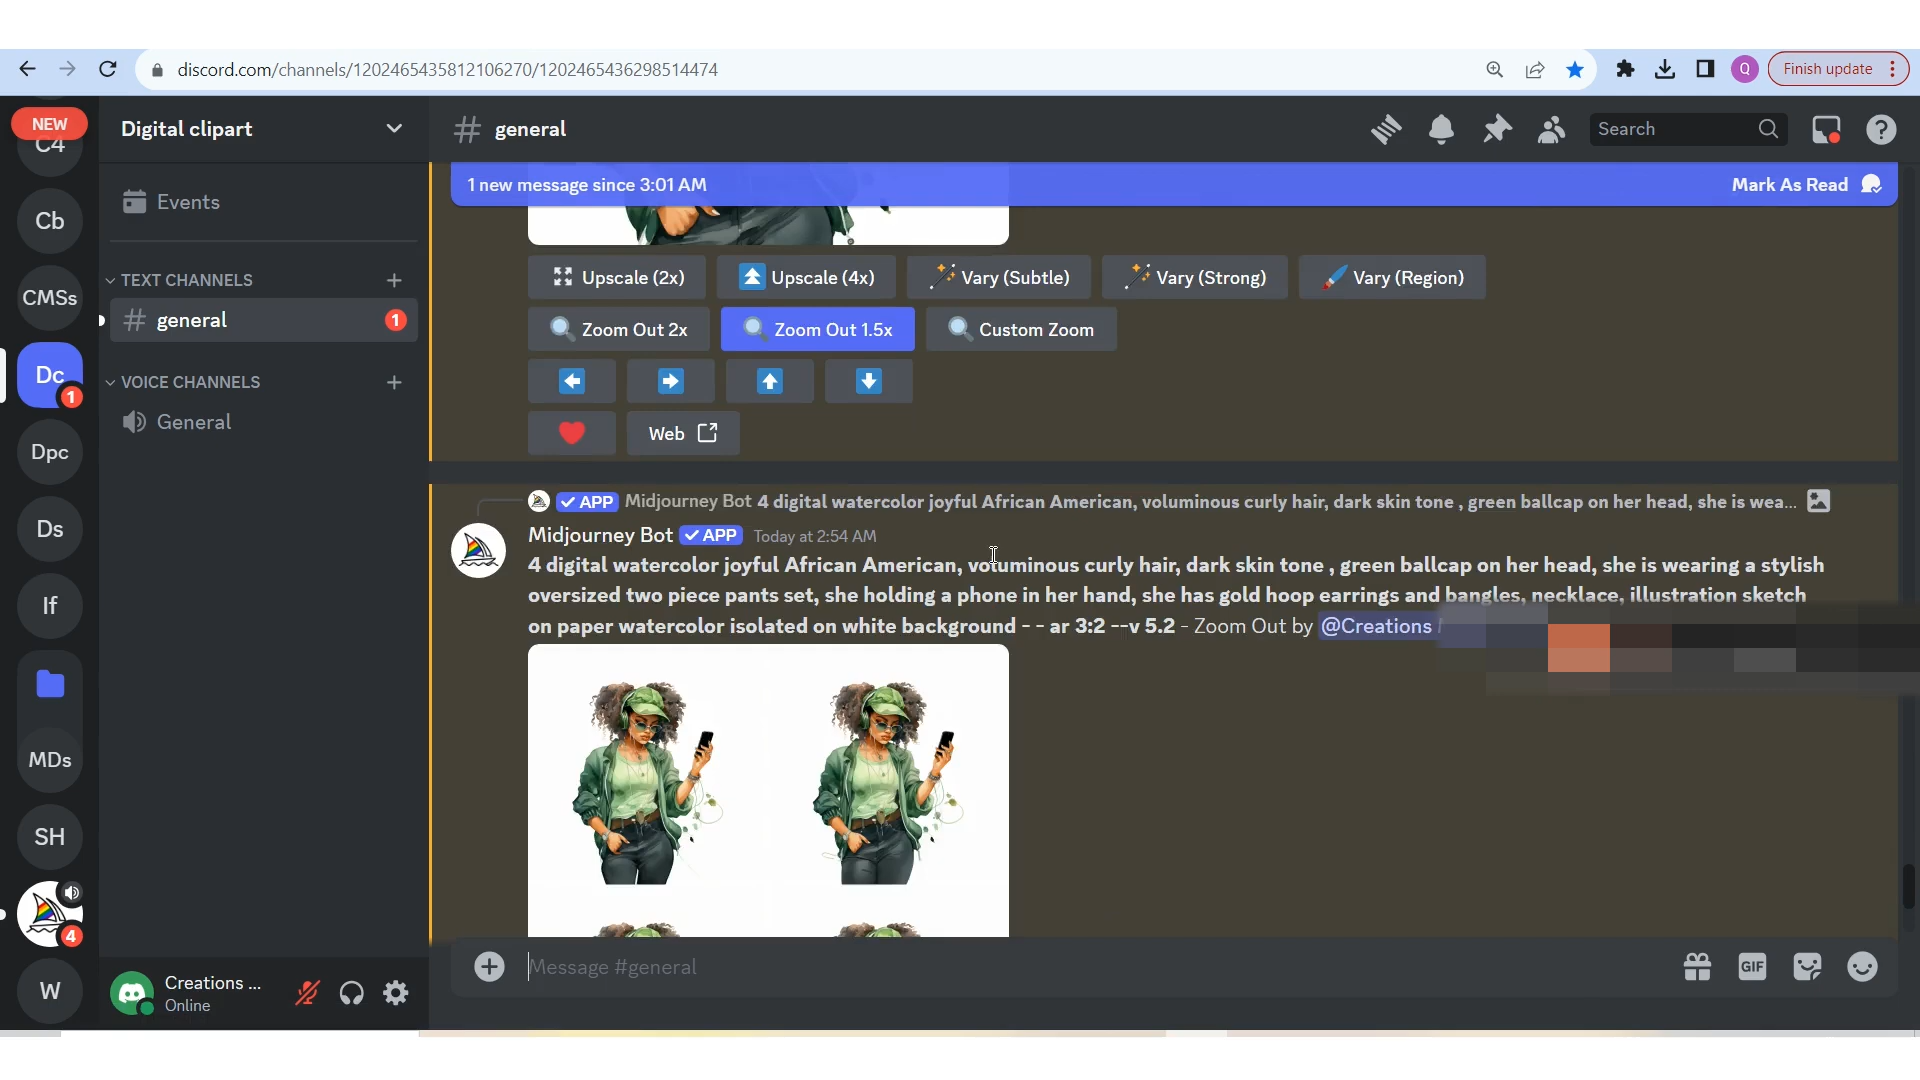 discord.com/channels/1202465435812106270/1202465436298514474
Q
Finish update
NEW
C4
Cb
CMSs
Dc
1
Dpc
Ds
If
MDs
SH
4
W
Digital clipart
Events
TEXT CHANNELS
general
1
VOICE CHANNELS
General
Creations ...
Online
general
Search
1 new message since 3:01 AM
Mark As Read
Upscale (2x)
Upscale (4x)
Vary (Subtle)
Vary (Strong)
Vary (Region)
Zoom Out 2x
Zoom Out 1.5x
Custom Zoom
Web
APP Midjourney Bot 4 digital watercolor joyful African American, voluminous curly hair, dark skin tone , green ballcap on her head, she is wea...
Midjourney Bot APP Today at 2:54 AM
4 digital watercolor joyful African American, voluminous curly hair, dark skin tone , green ballcap on her head, she is wearing a stylish
oversized two piece pants set, she holding a phone in her hand, she has gold hoop earrings and bangles, necklace, illustration sketch
on paper watercolor isolated on white background - - ar 3:2 --v 5.2 - Zoom Out by @Creations
Message #general
GIF